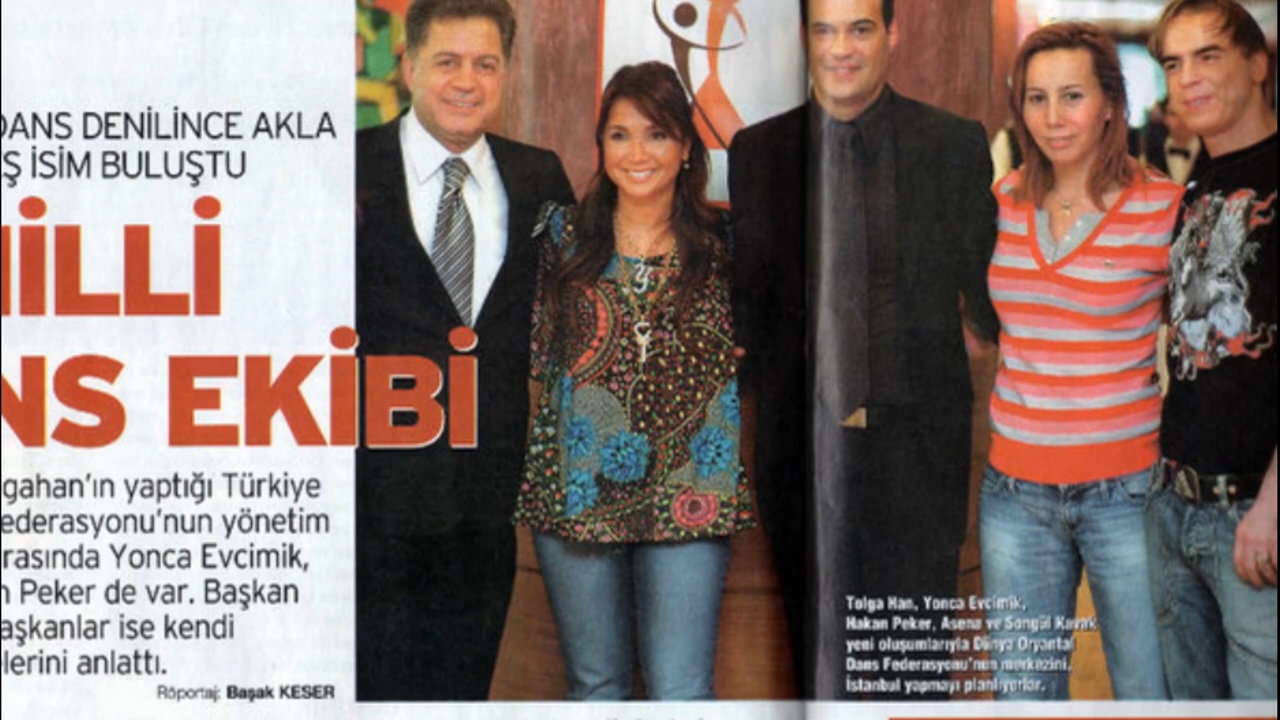 DANS DENİLİNCE AKLA
Ş İSİM BULUŞTU
İLLİ
NS EKİBİ
gahan'ın yaptığı Türkiye
ederasyonu'nun yönetim
rasında Yonca Evcimik,
n Peker de var. Başkan
aşkanlar ise kendi
elerini anlattı.
Röportaj: Başak KESER
Tolga Han, Yonca Evcimik,
Hakan Peker, Asena ve Songül Kavak
yeni oluşumlarıyla Dünya Oryantal
Dans Federasyonu'nun merkezini,
İstanbul yapmayı planlıyorlar.